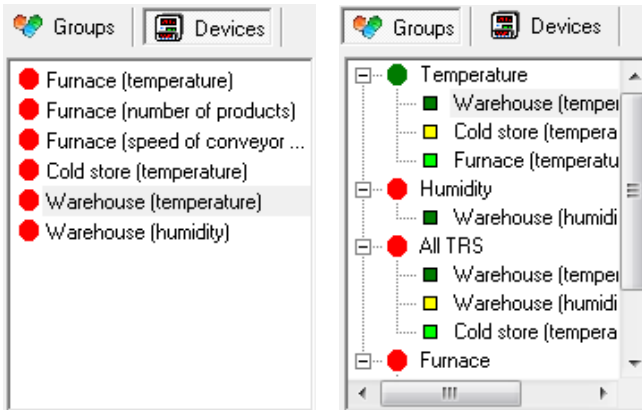 Groups Devices
Furnace (temperature)
Furnace (number of products)
Furnace (speed of conveyor ...
Cold store (temperature)
Warehouse (temperature)
Warehouse (humidity)
Groups Devices
Temperature
Warehouse (temper
Cold store (tempera
Furnace (temperatu
Humidity
Warehouse (humidi
All TRS
Warehouse (temper
Warehouse (humidi
Cold store (tempera
Furnace